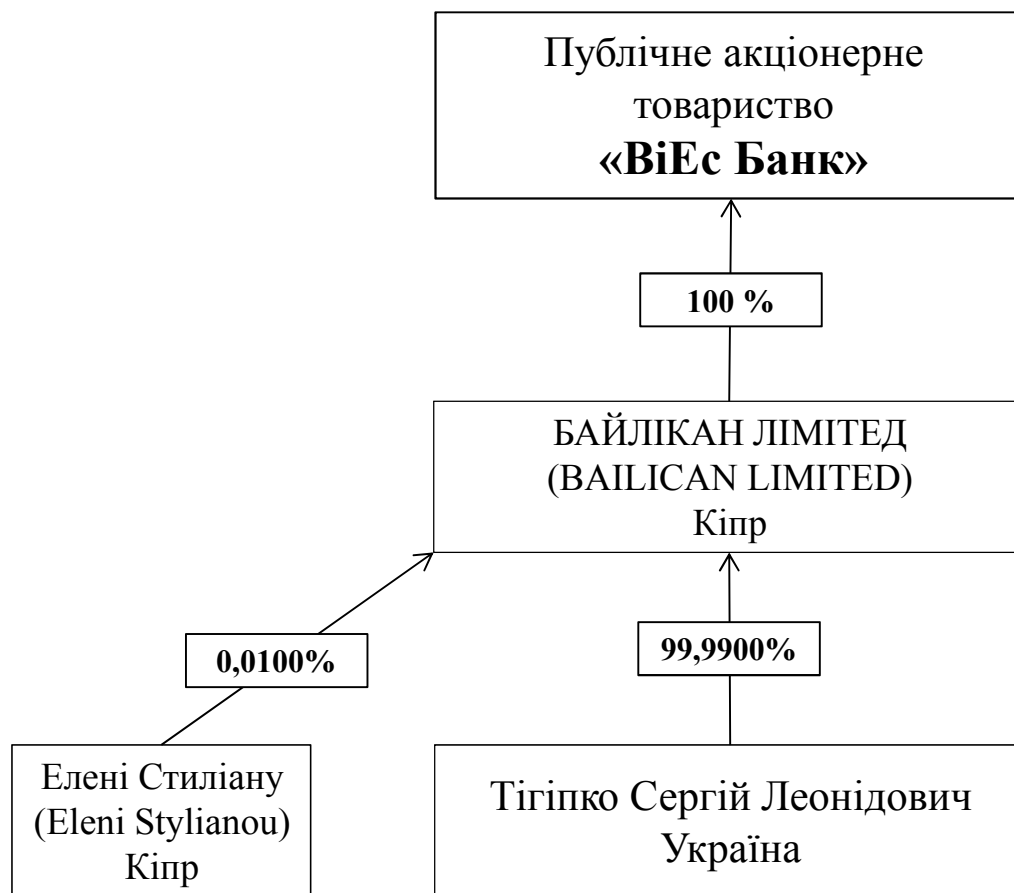 Публічне акціонерне
товариство
«ВіЕс Банк»
100 %
БАЙЛІКАН ЛІМІТЕД
(BAILICAN LIMITED)
Кіпр
0,0100%
99,9900%
Елені Стиліану
(Eleni Stylianou)
Кіпр
Тігіпко Сергій Леонідович
Україна